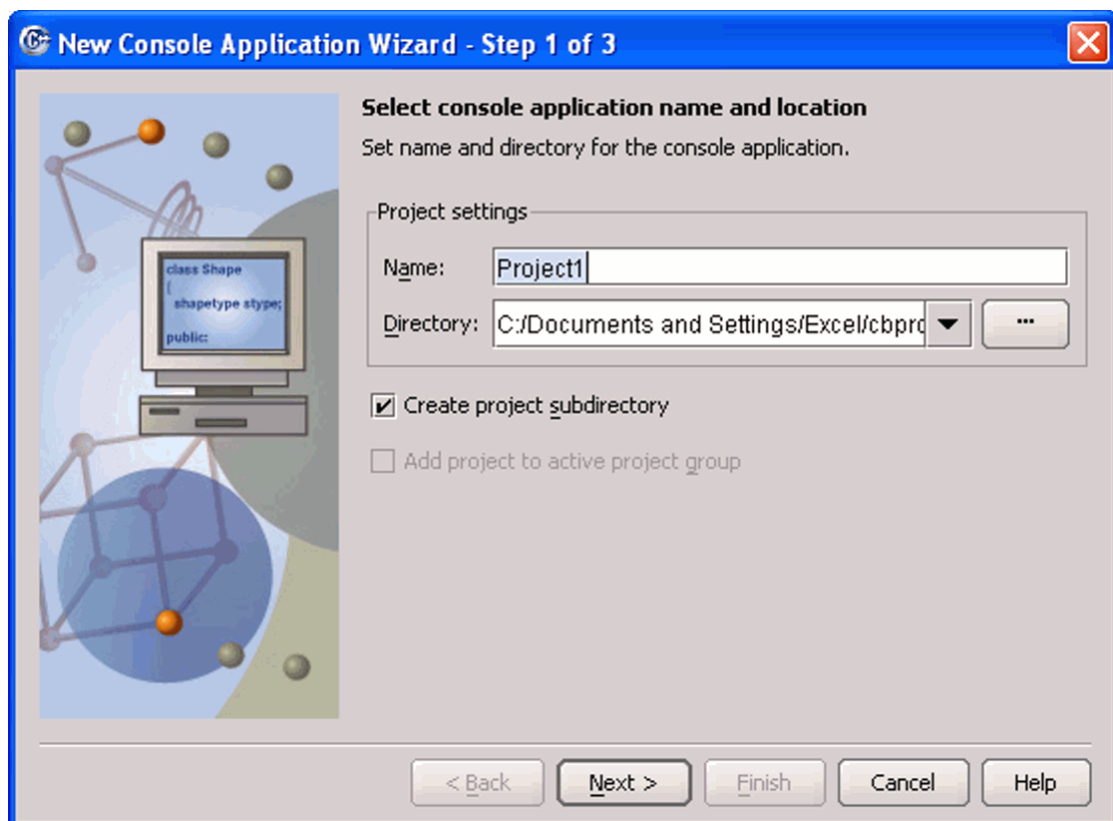 New Console Application Wizard - Step 1 of 3
Select console application name and location
Set name and directory for the console application.
Project settings
Name: Project1
Directory: C:/Documents and Settings/Excel/cbpro ...
Create project subdirectory
Add project to active project group
class Shape
{
shapetype stype;
public:
< Back Next > Finish Cancel Help